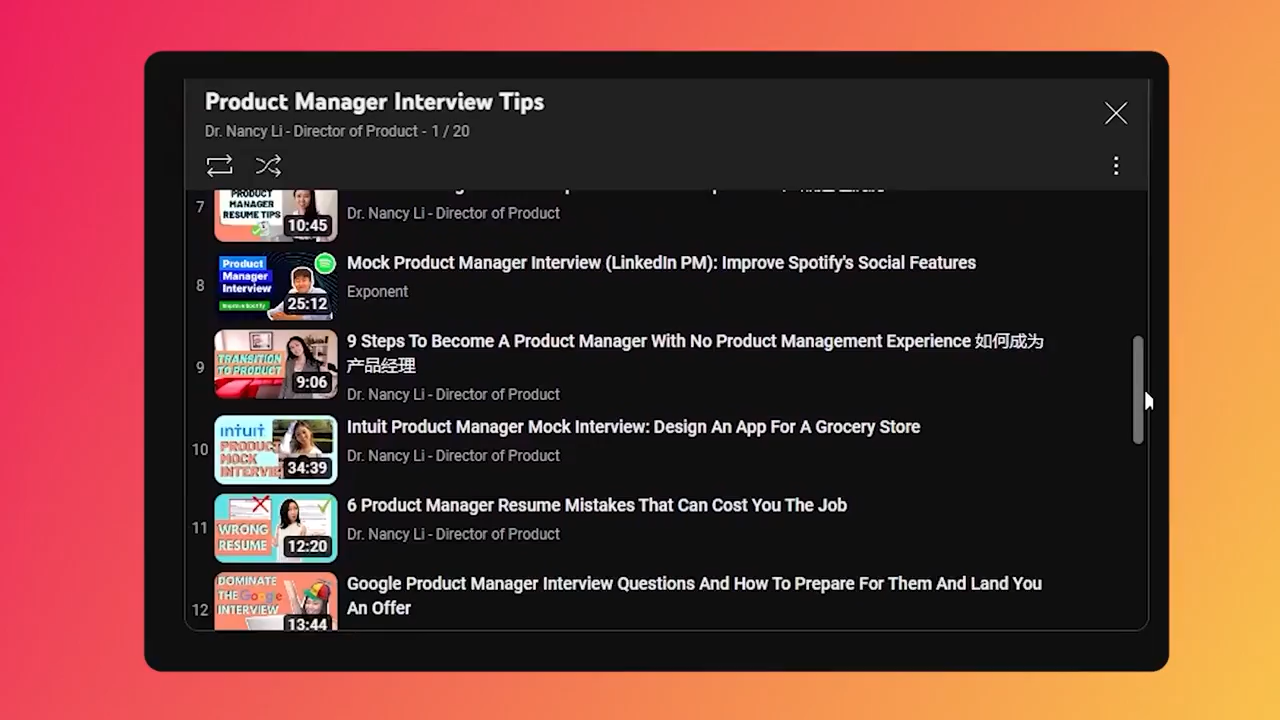 Product Manager Interview Tips
Dr. Nancy Li - Director of Product - 1 / 20
7
PRODUCT
MANAGER
RESUME TIPS
10:45
Dr. Nancy Li - Director of Product
8
Product
Manager
Interview
Improve Spotify
25:12
Mock Product Manager Interview (LinkedIn PM): Improve Spotify's Social Features
Exponent
9
TRANSITION
TO PRODUCT
9:06
9 Steps To Become A Product Manager With No Product Management Experience 如何成为
产品经理
Dr. Nancy Li - Director of Product
10
INTUIT
PRODUCT
MOCK
34:39
Intuit Product Manager Mock Interview: Design An App For A Grocery Store
Dr. Nancy Li - Director of Product
11
WRONG
RESUME
12:20
6 Product Manager Resume Mistakes That Can Cost You The Job
Dr. Nancy Li - Director of Product
12
DOMINATE
THE Google
INTERVIEW
13:44
Google Product Manager Interview Questions And How To Prepare For Them And Land You
An Offer